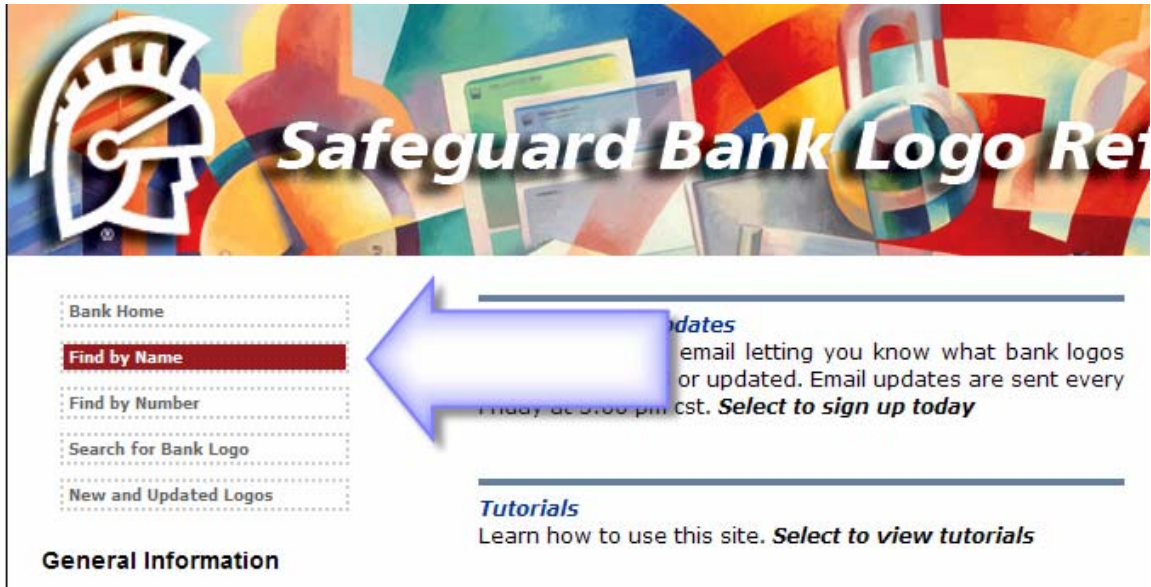 Safeguard Bank Logo Ref
Bank Home
Find by Name
Find by Number
Search for Bank Logo
New and Updated Logos
General Information
email letting you know what bank logos
or updated. Email updates are sent every
cst. Select to sign up today
Tutorials
Learn how to use this site. Select to view tutorials